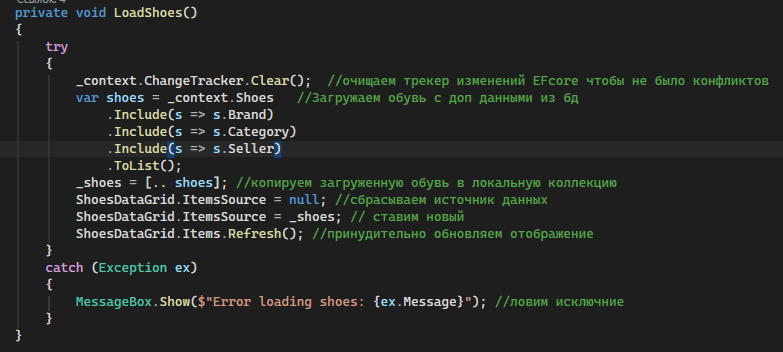 Ссылок: 4
private void LoadShoes()
{
    try
    {
        _context.ChangeTracker.Clear();  //очищаем трекер изменений EFcore чтобы не было конфликтов
        var shoes = _context.Shoes   //Загружаем обувь с доп данными из бд
            .Include(s => s.Brand)
            .Include(s => s.Category)
            .Include(s => s.Seller)
            .ToList();
        _shoes = [.. shoes]; //копируем загруженную обувь в локальную коллекцию
        ShoesDataGrid.ItemsSource = null; //сбрасываем источник данных
        ShoesDataGrid.ItemsSource = _shoes; // ставим новый
        ShoesDataGrid.Items.Refresh(); //принудительно обновляем отображение
    }
    catch (Exception ex)
    {
        MessageBox.Show($"Error loading shoes: {ex.Message}"); //ловим исключние
    }
}